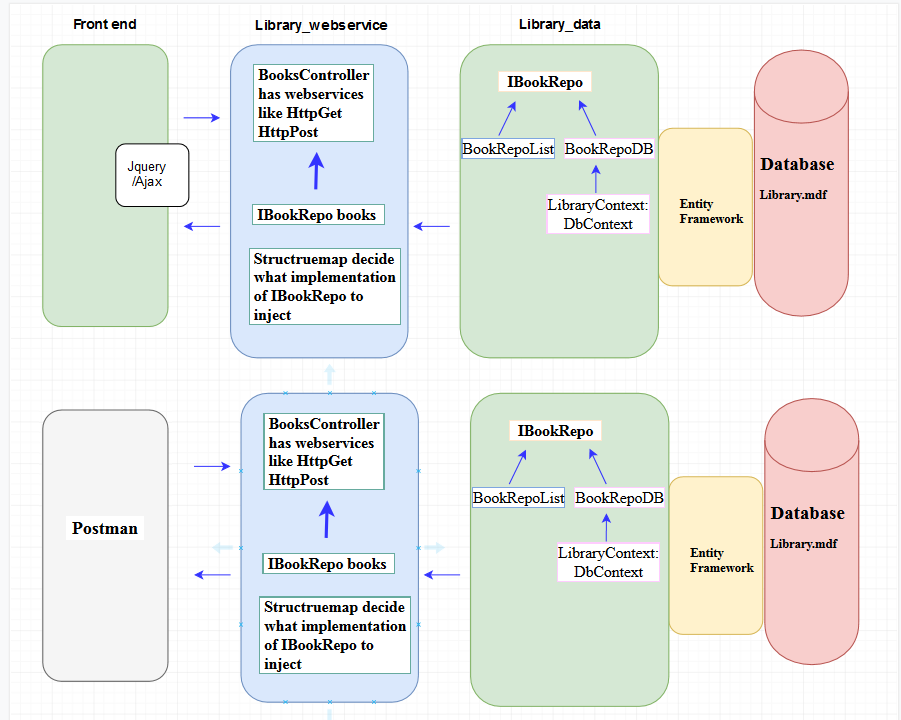 Front end
Library_webservice
Library_data
BooksController
has webservices
like HttpGet
HttpPost
IBookRepo
Jquery
/Ajax
BookRepoList
BookRepoDB
Database
Library.mdf
IBookRepo books
LibraryContext:
DbContext
Entity
Framework
Structruemap decide
what implementation
of IBookRepo to
inject
BooksController
has webservices
like HttpGet
HttpPost
IBookRepo
BookRepoList
BookRepoDB
Database
Library.mdf
Postman
IBookRepo books
LibraryContext:
DbContext
Entity
Framework
Structruemap decide
what implementation
of IBookRepo to
inject